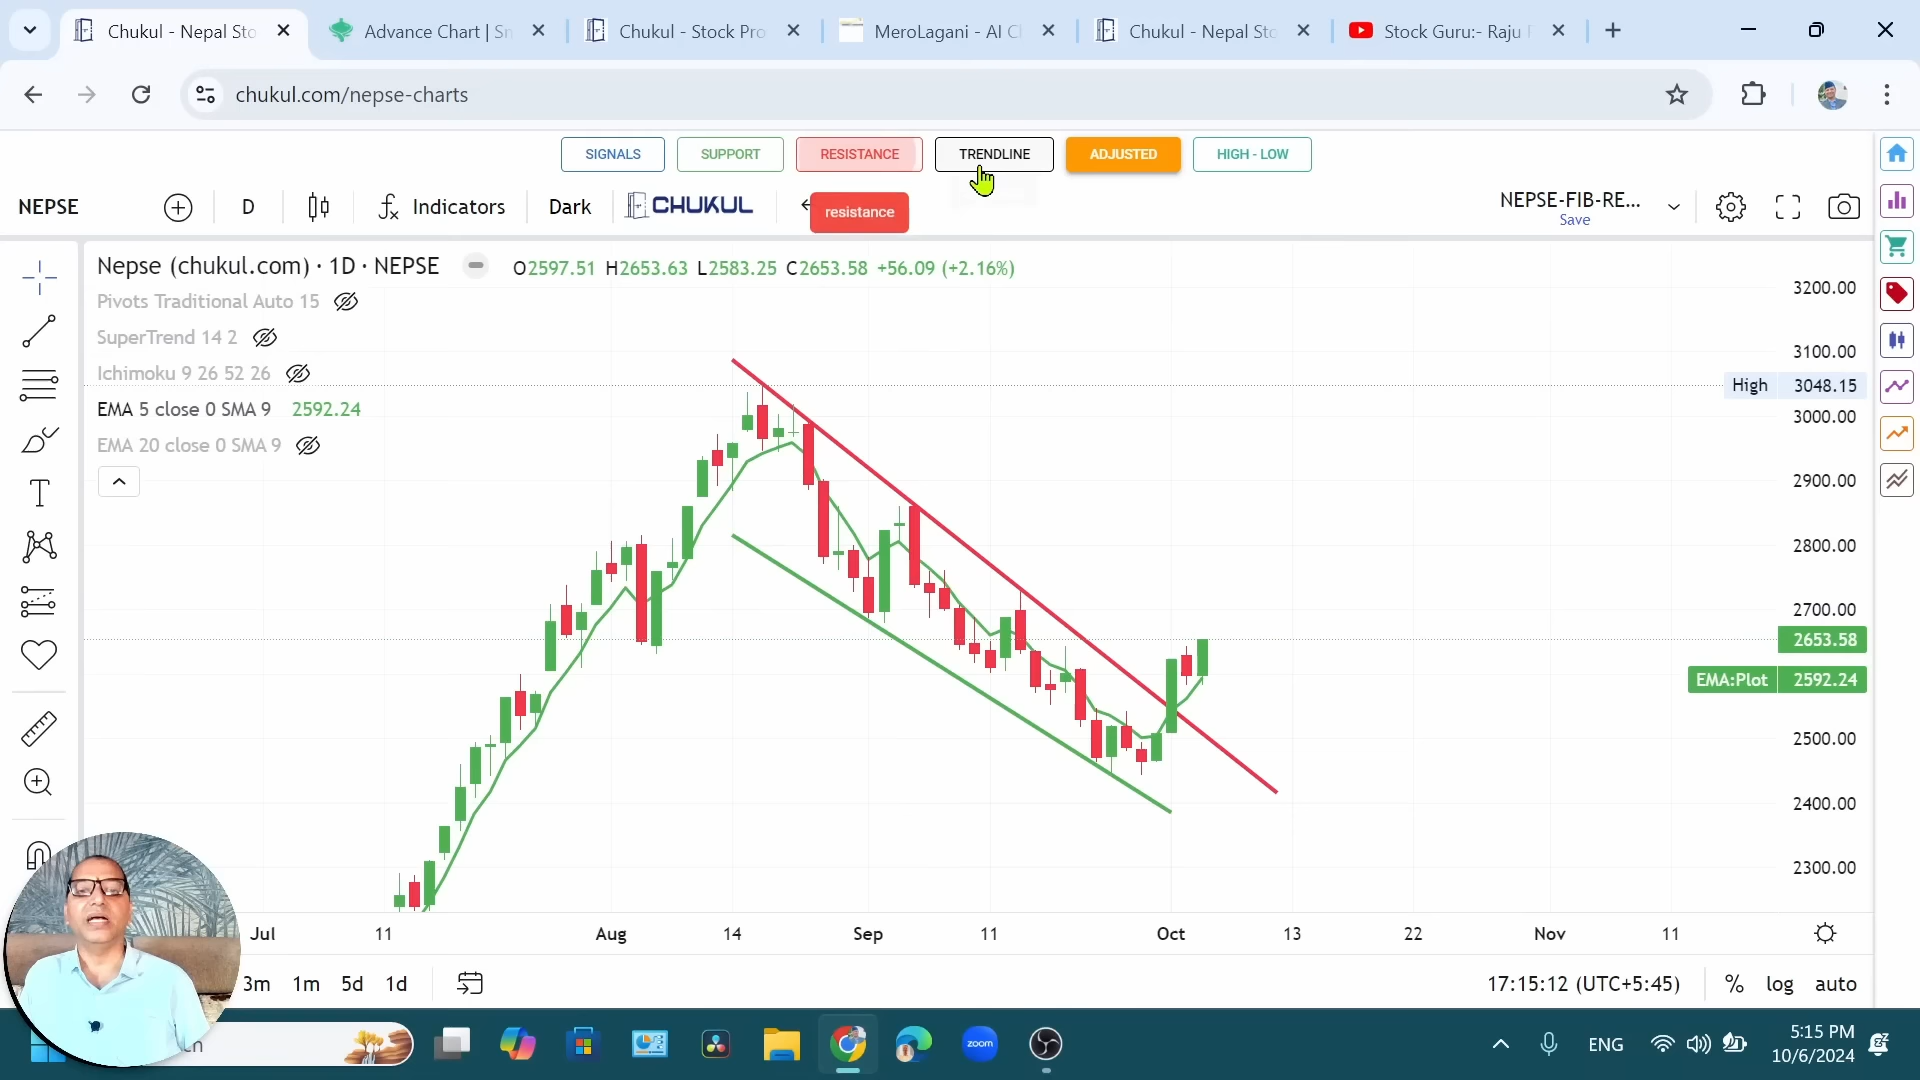 Chukul - Nepal Sto
Advance Chart | Sm
Chukul - Stock Pro
MeroLagani - AI C
Chukul - Nepal Sto
Stock Guru:- Raju
chukul.com/nepse-charts
SIGNALS
SUPPORT
RESISTANCE
TRENDLINE
ADJUSTED
HIGH - LOW
NEPSE
D
Indicators
Dark
CHUKUL
resistance
NEPSE-FIB-RE...
Save
Nepse (chukul.com) · 1D · NEPSE
O2597.51 H2653.63 L2583.25 C2653.58 +56.09 (+2.16%)
Pivots Traditional Auto 15
SuperTrend 14 2
Ichimoku 9 26 52 26
EMA 5 close 0 SMA 9 2592.24
EMA 20 close 0 SMA 9
3200.00
3100.00
High 3048.15
3000.00
2900.00
2800.00
2700.00
2653.58
EMA:Plot 2592.24
2500.00
2400.00
2300.00
Jul 11 Aug 14 Sep 11 Oct 13 22 Nov 11
3m 1m 5d 1d
17:15:12 (UTC+5:45)
% log auto
zoom
ENG
5:15 PM
10/6/2024